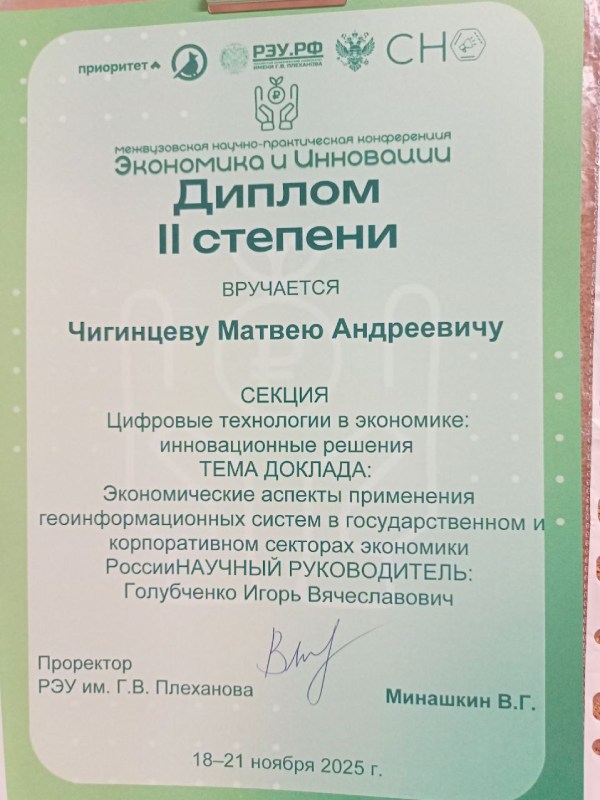 приоритет
РЭУ.РФ
ИМЕНИ Г.В. ПЛЕХАНОВА
СНО
межвузовская научно-практическая конференция
Экономика и Инновации
Диплом
II степени
ВРУЧАЕТСЯ
Чигинцеву Матвею Андреевичу
СЕКЦИЯ
Цифровые технологии в экономике:
инновационные решения
ТЕМА ДОКЛАДА:
Экономические аспекты применения
геоинформационных систем в государственном и
корпоративном секторах экономики
РоссииНАУЧНЫЙ РУКОВОДИТЕЛЬ:
Голубченко Игорь Вячеславович
Проректор
РЭУ им. Г.В. Плеханова
Минашкин В.Г.
18–21 ноября 2025 г.